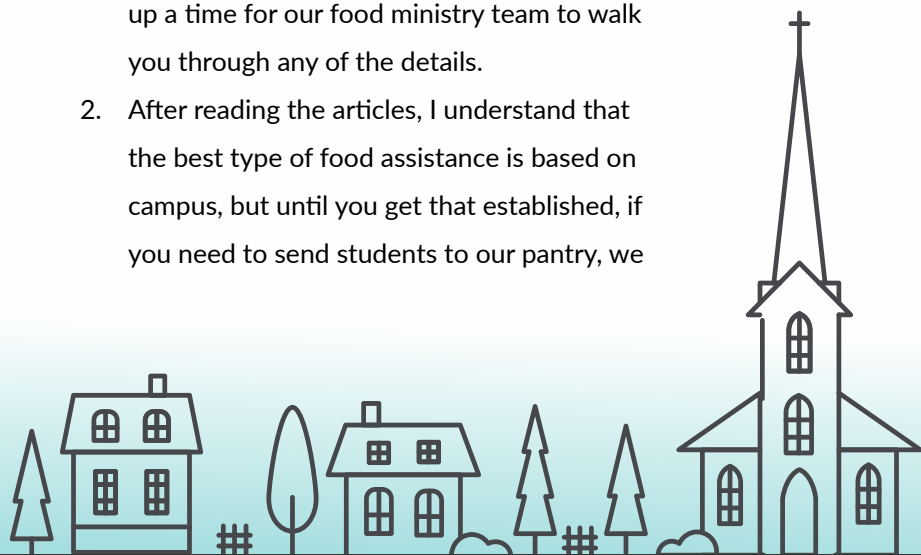 up a time for our food ministry team to walk
you through any of the details.
2. After reading the articles, I understand that
the best type of food assistance is based on
campus, but until you get that established, if
you need to send students to our pantry, we